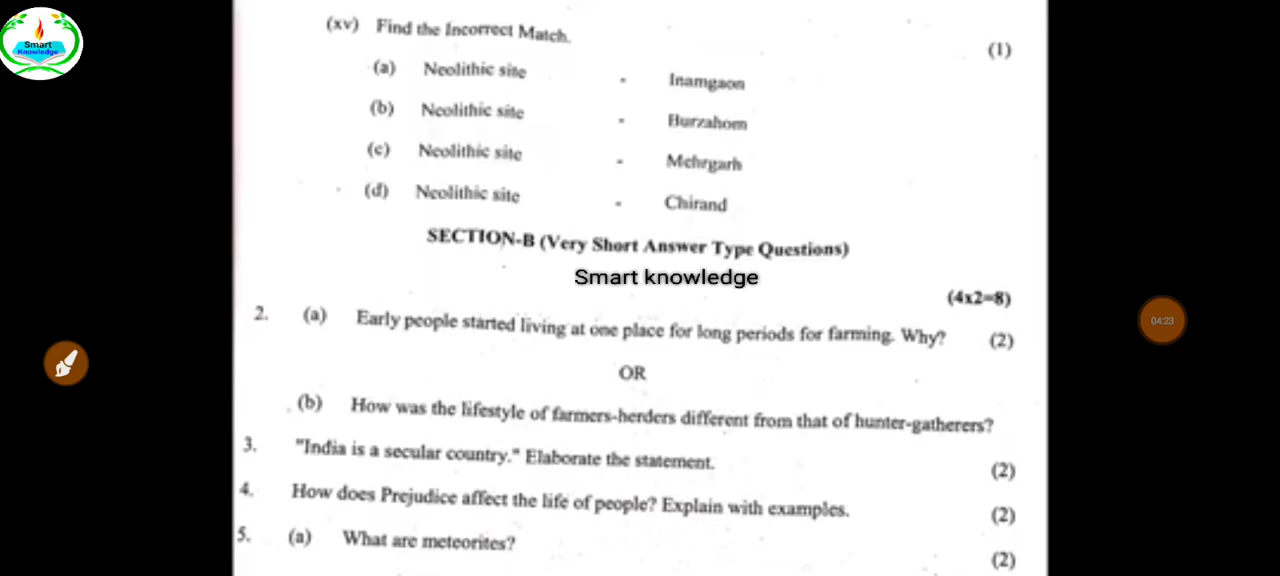 Smart
Knowledge
(xv) Find the Incorrect Match.
(1)
(a) Neolithic site - Inamgaon
(b) Neolithic site - Burzahom
(c) Neolithic site - Mehrgarh
(d) Neolithic site - Chirand
SECTION-B (Very Short Answer Type Questions)
Smart knowledge
(4x2=8)
2. (a) Early people started living at one place for long periods for farming. Why? (2)
OR
(b) How was the lifestyle of farmers-herders different from that of hunter-gatherers?
3. "India is a secular country." Elaborate the statement. (2)
4. How does Prejudice affect the life of people? Explain with examples. (2)
5. (a) What are meteorites? (2)
04:23